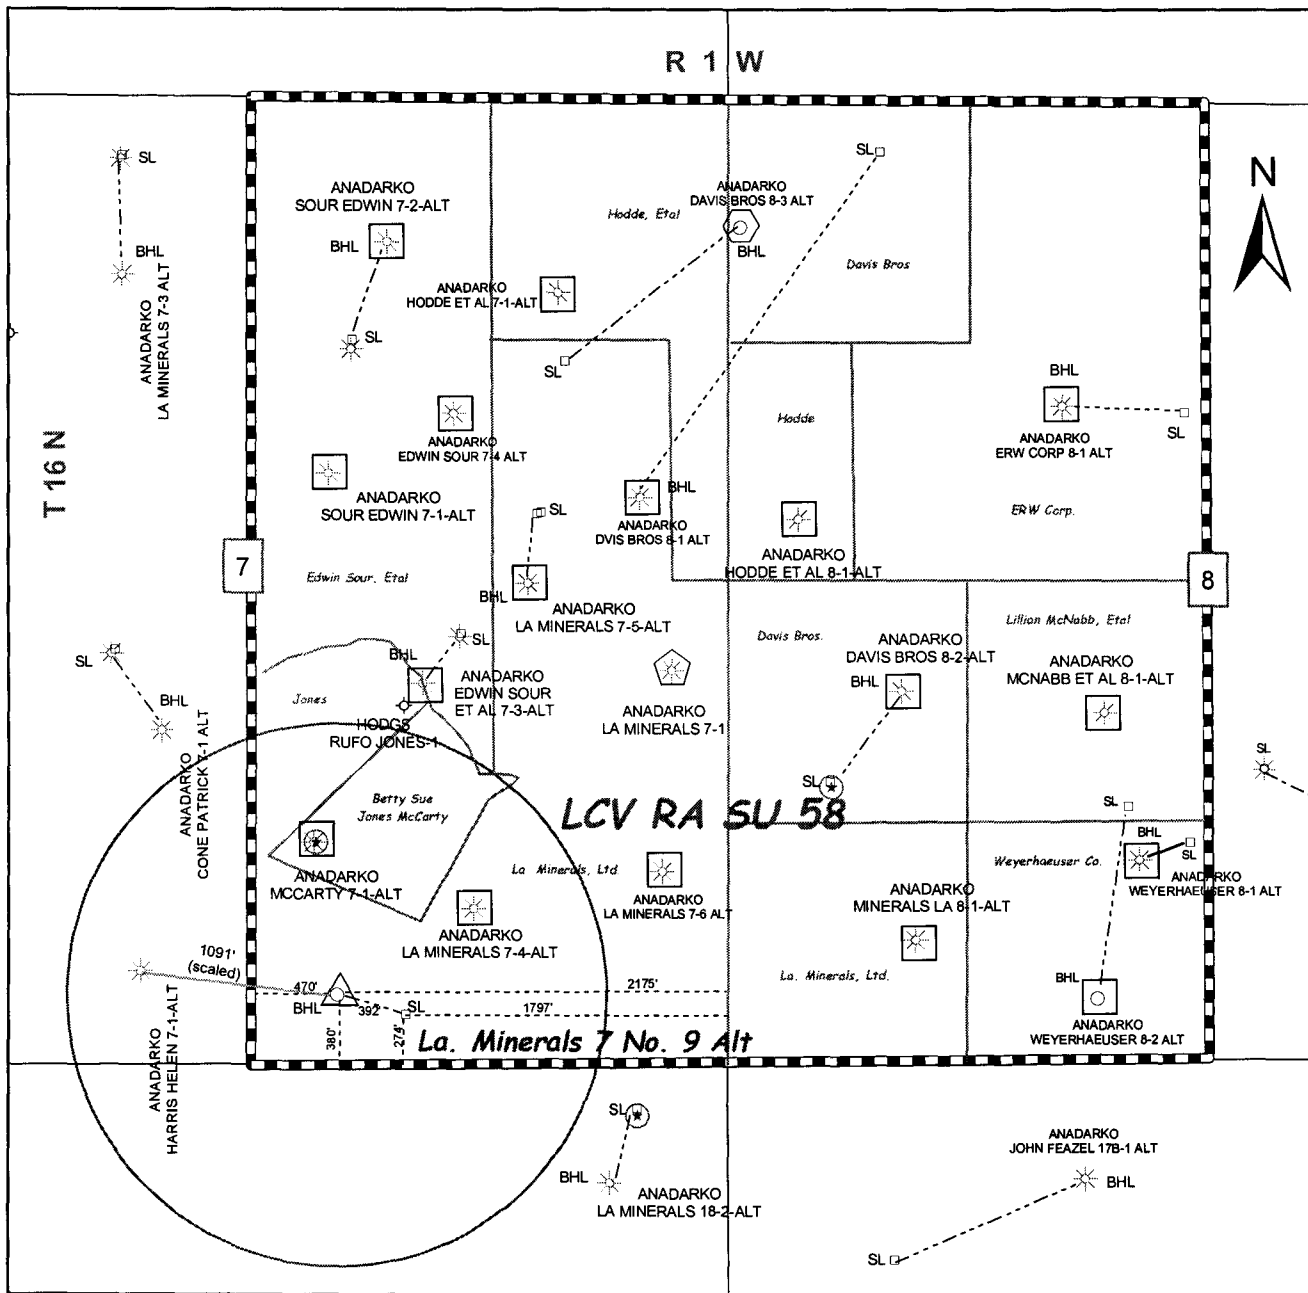 R 1 W
SL
ANADARKO
SOUR EDWIN 7-2-ALT
BHL
SL
Hodde, Etal
ANADARKO
DAVIS BROS 8-3 ALT
BHL
SL
SL
N
BHL
ANADARKO
LA MINERALS 7-3 ALT
ANADARKO
HODDE ET AL 7-1-ALT
Davis Bros
T 16 N
ANADARKO
EDWIN SOUR 7-4 ALT
ANADARKO
SOUR EDWIN 7-1-ALT
Hodde
BHL
SL
ANADARKO
ERW CORP 8-1 ALT
ERW Corp.
SL
BHL
ANADARKO
DVIS BROS 8-1 ALT
ANADARKO
HODDE ET AL 8-1-ALT
7
8
Edwin Sour, Etal
BHL
ANADARKO
LA MINERALS 7-5-ALT
SL
BHL
ANADARKO
EDWIN SOUR
ET AL 7-3-ALT
Davis Bros.
ANADARKO
DAVIS BROS 8-2-ALT
BHL
SL
Lillian McNabb, Etal
ANADARKO
MCNABB ET AL 8-1-ALT
SL
BHL
ANADARKO
CONE PATRICK 7-1 ALT
Jones
HODGS
RUFO JONES-1
ANADARKO
LA MINERALS 7-1
SL
Betty Sue
Jones McCarty
LCV RA SU 58
SL
BHL
SL
ANADARKO
WEYERHAEUSER 8-1 ALT
Weyerhaeuser Co.
ANADARKO
MCCARTY 7-1-ALT
La Minerals, Ltd
ANADARKO
LA MINERALS 7-6 ALT
ANADARKO
MINERALS LA 8-1-ALT
ANADARKO
LA MINERALS 7-4-ALT
La. Minerals, Ltd.
1091'
(scaled)
470'
2175'
BHL
392'
SL
1797'
380'
274'
BHL
ANADARKO
WEYERHAEUSER 8-2 ALT
La. Minerals 7 No. 9 Alt
ANADARKO
HARRIS HELEN 7-1-ALT
SL
BHL
ANADARKO
LA MINERALS 18-2-ALT
ANADARKO
JOHN FEAZEL 17B-1 ALT
BHL
SL